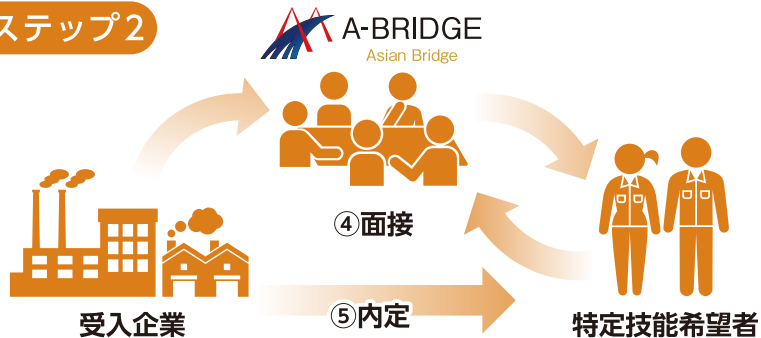 ステップ2
A-BRIDGE
Asian Bridge
④面接
⑤内定
受入企業
特定技能希望者